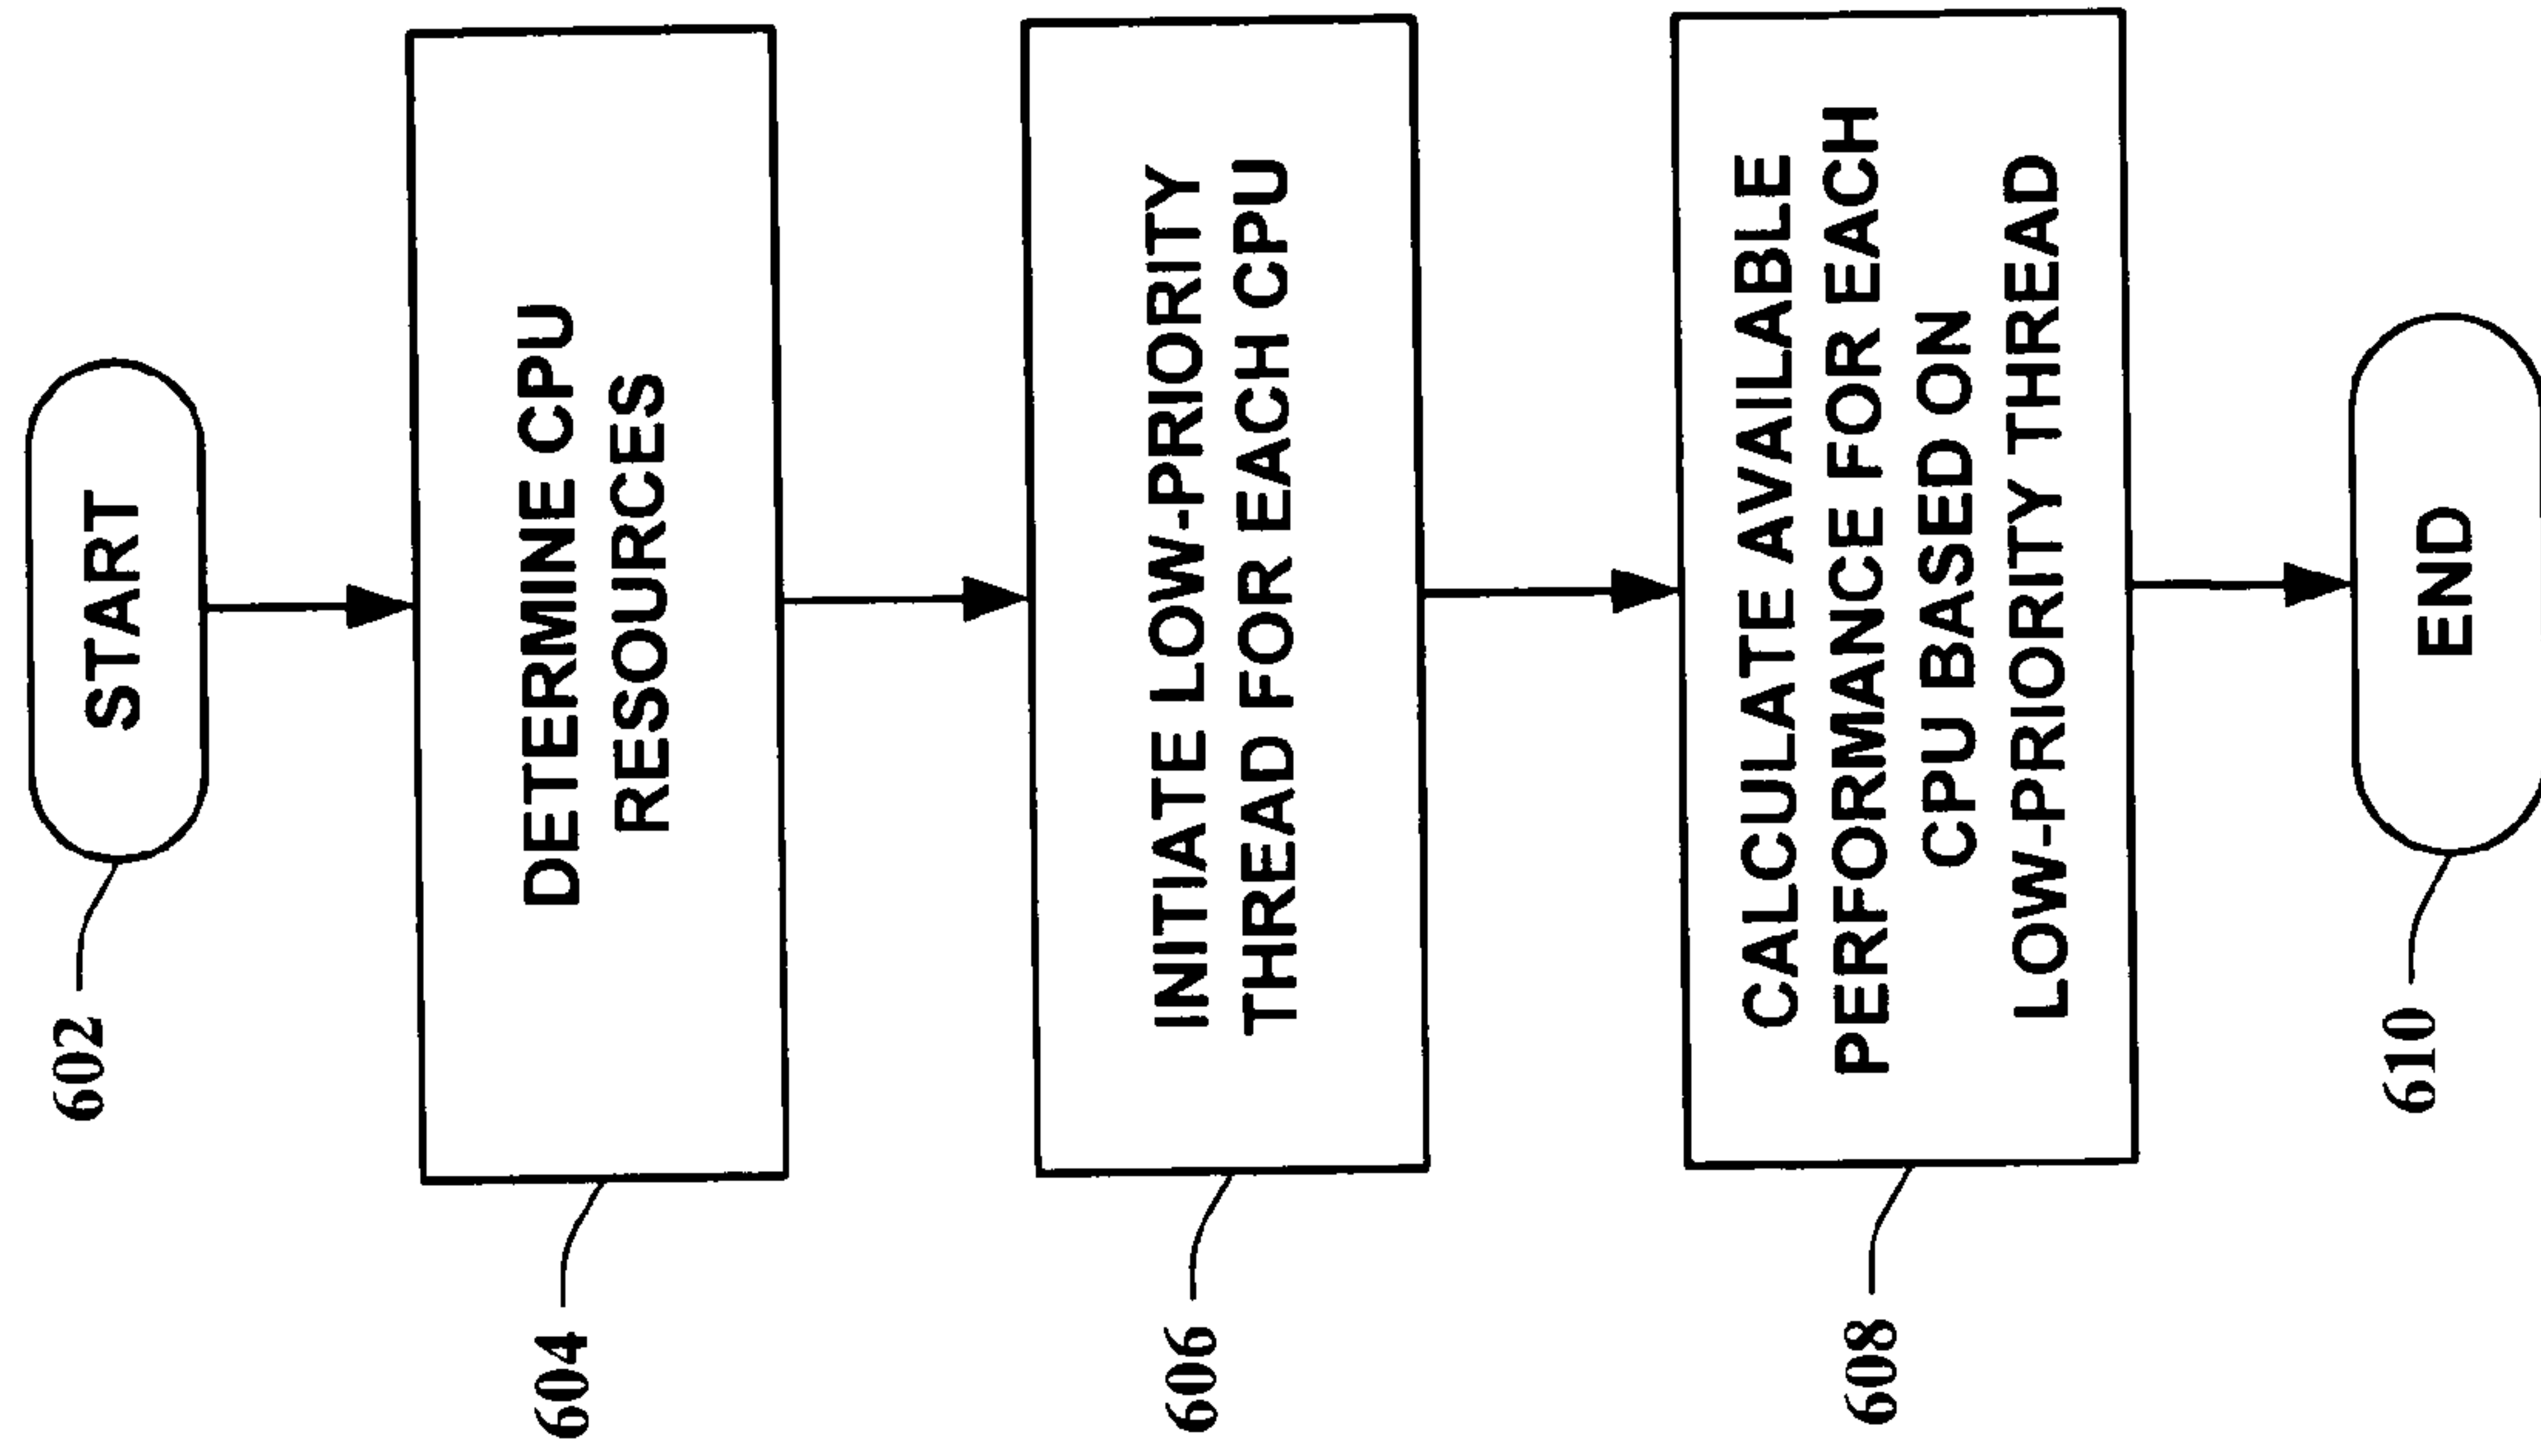 START
602
DETERMINE CPU
RESOURCES
604
INITIATE LOW-PRIORITY
THREAD FOR EACH CPU
606
CALCULATE AVAILABLE
PERFORMANCE FOR EACH
CPU BASED ON
LOW-PRIORITY THREAD
608
END
610